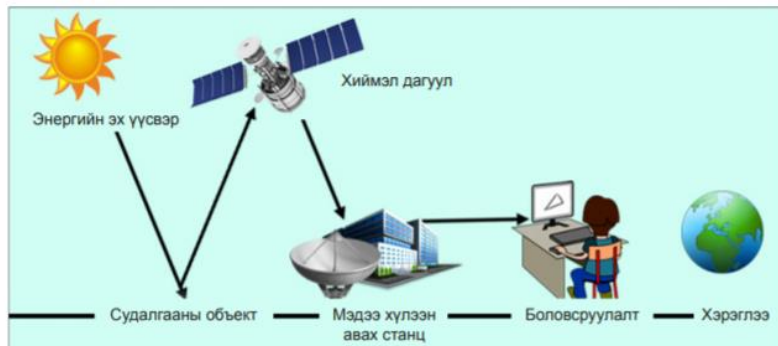 Хиймэл дагуул
Энергийн эх үүсвэр
Судалгааны объект
Мэдээ хүлээн
авах станц
Боловсруулалт
Хэрэглээ